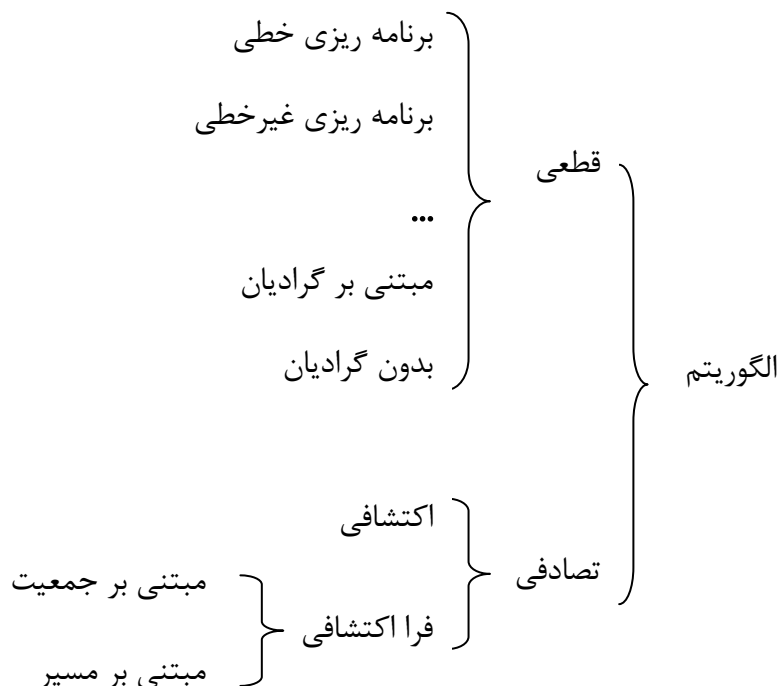 برنامه ریزی خطی
برنامه ریزی غیرخطی
قطعی
...
مبتنی بر گرادیان
بدون گرادیان
الگوریتم
اکتشافی
تصادفی
مبتنی بر جمعیت
فرا اکتشافی
مبتنی بر مسیر